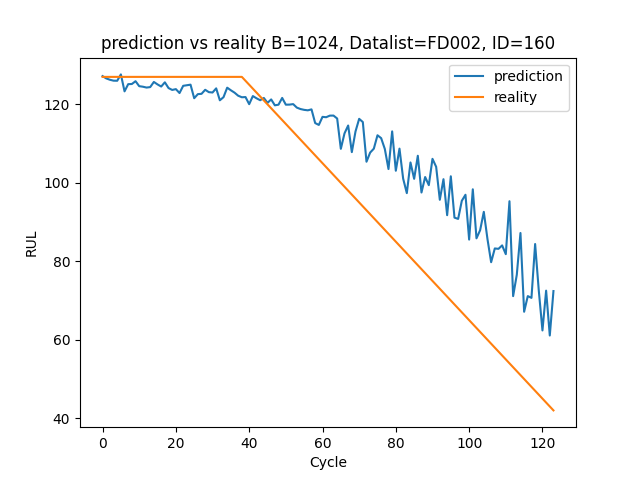 prediction vs reality B=1024, Datalist=FD002, ID=160
prediction
reality
RUL
120
100
80
60
40
0 20 40 60 80 100 120
Cycle